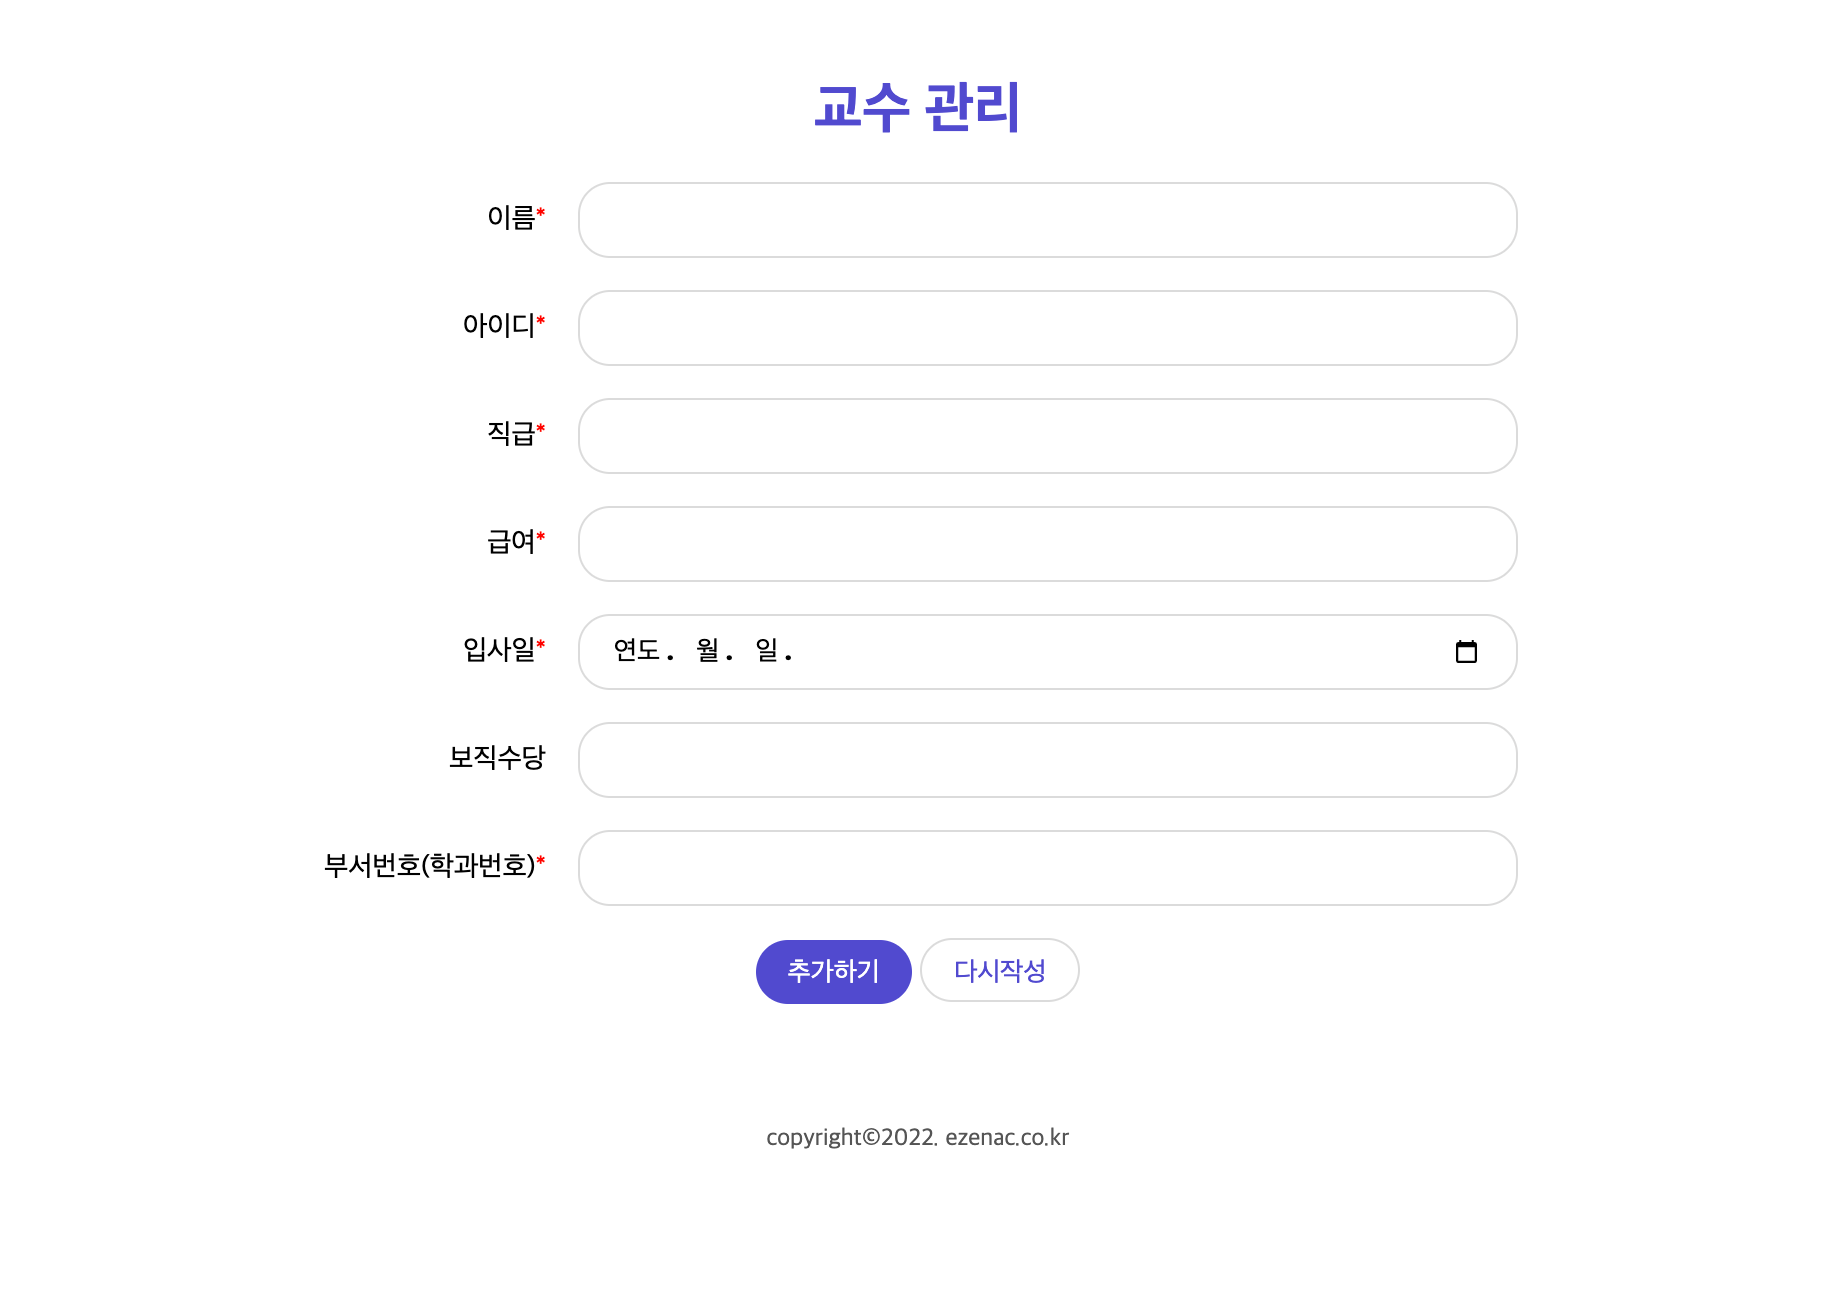 교수 관리
이름*
아이디*
직급*
급여*
입사일* 연도. 월. 일.
보직수당
부서번호(학과번호)*
추가하기 다시작성
copyright©2022. ezenac.co.kr